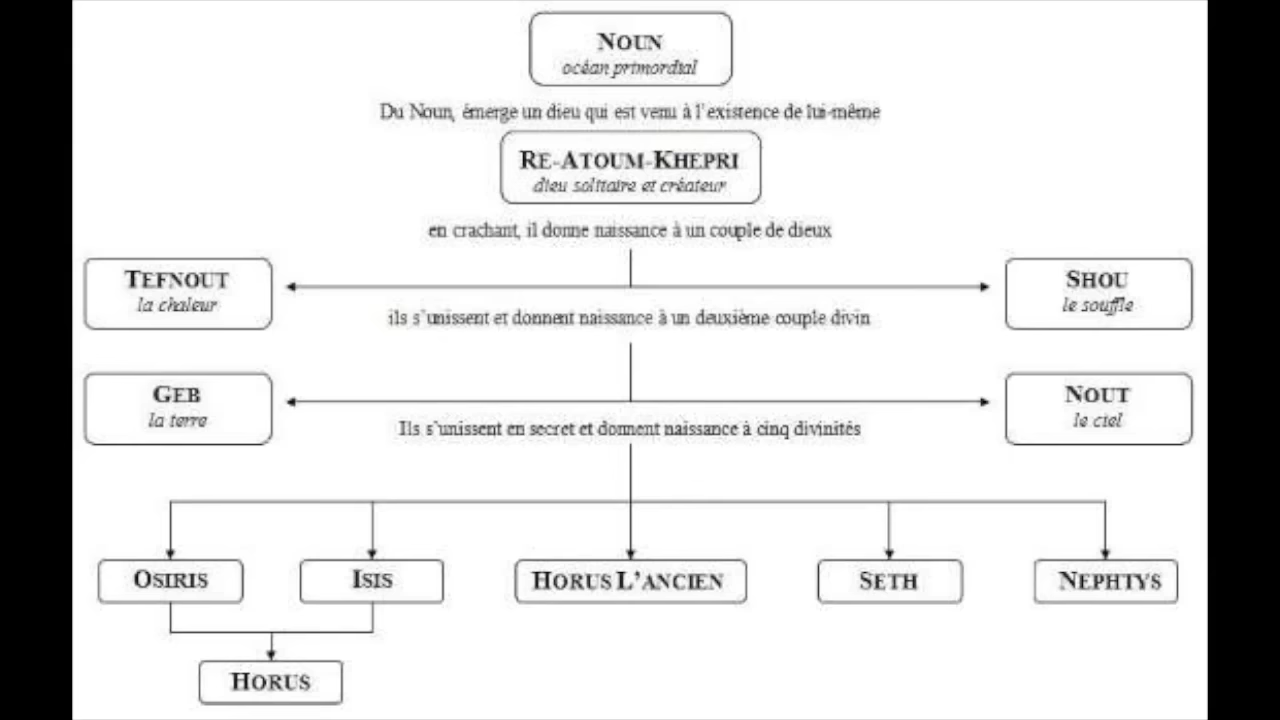 NOUN
océan primordial
Du Noun, émerge un dieu qui est venu à l'existence de lui-même
RE-ATOUM-KHEPRI
dieu solitaire et créateur
en crachant, il donne naissance à un couple de dieux
TEFNOUT
la chaleur
SHOU
le souffle
ils s'unissent et donnent naissance à un deuxième couple divin
GEB
la terre
NOUT
le ciel
Ils s'unissent en secret et donnent naissance à cinq divinités
OSIRIS
ISIS
HORUS L'ANCIEN
SETH
NEPHTYS
HORUS